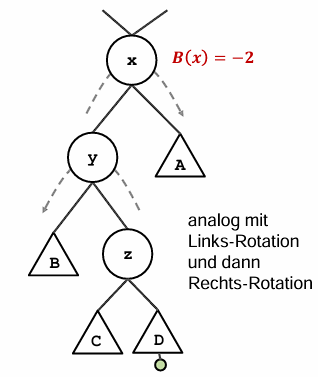 x B(x) = −2
y
A
B
z
analog mit
Links-Rotation
und dann
Rechts-Rotation
C
D